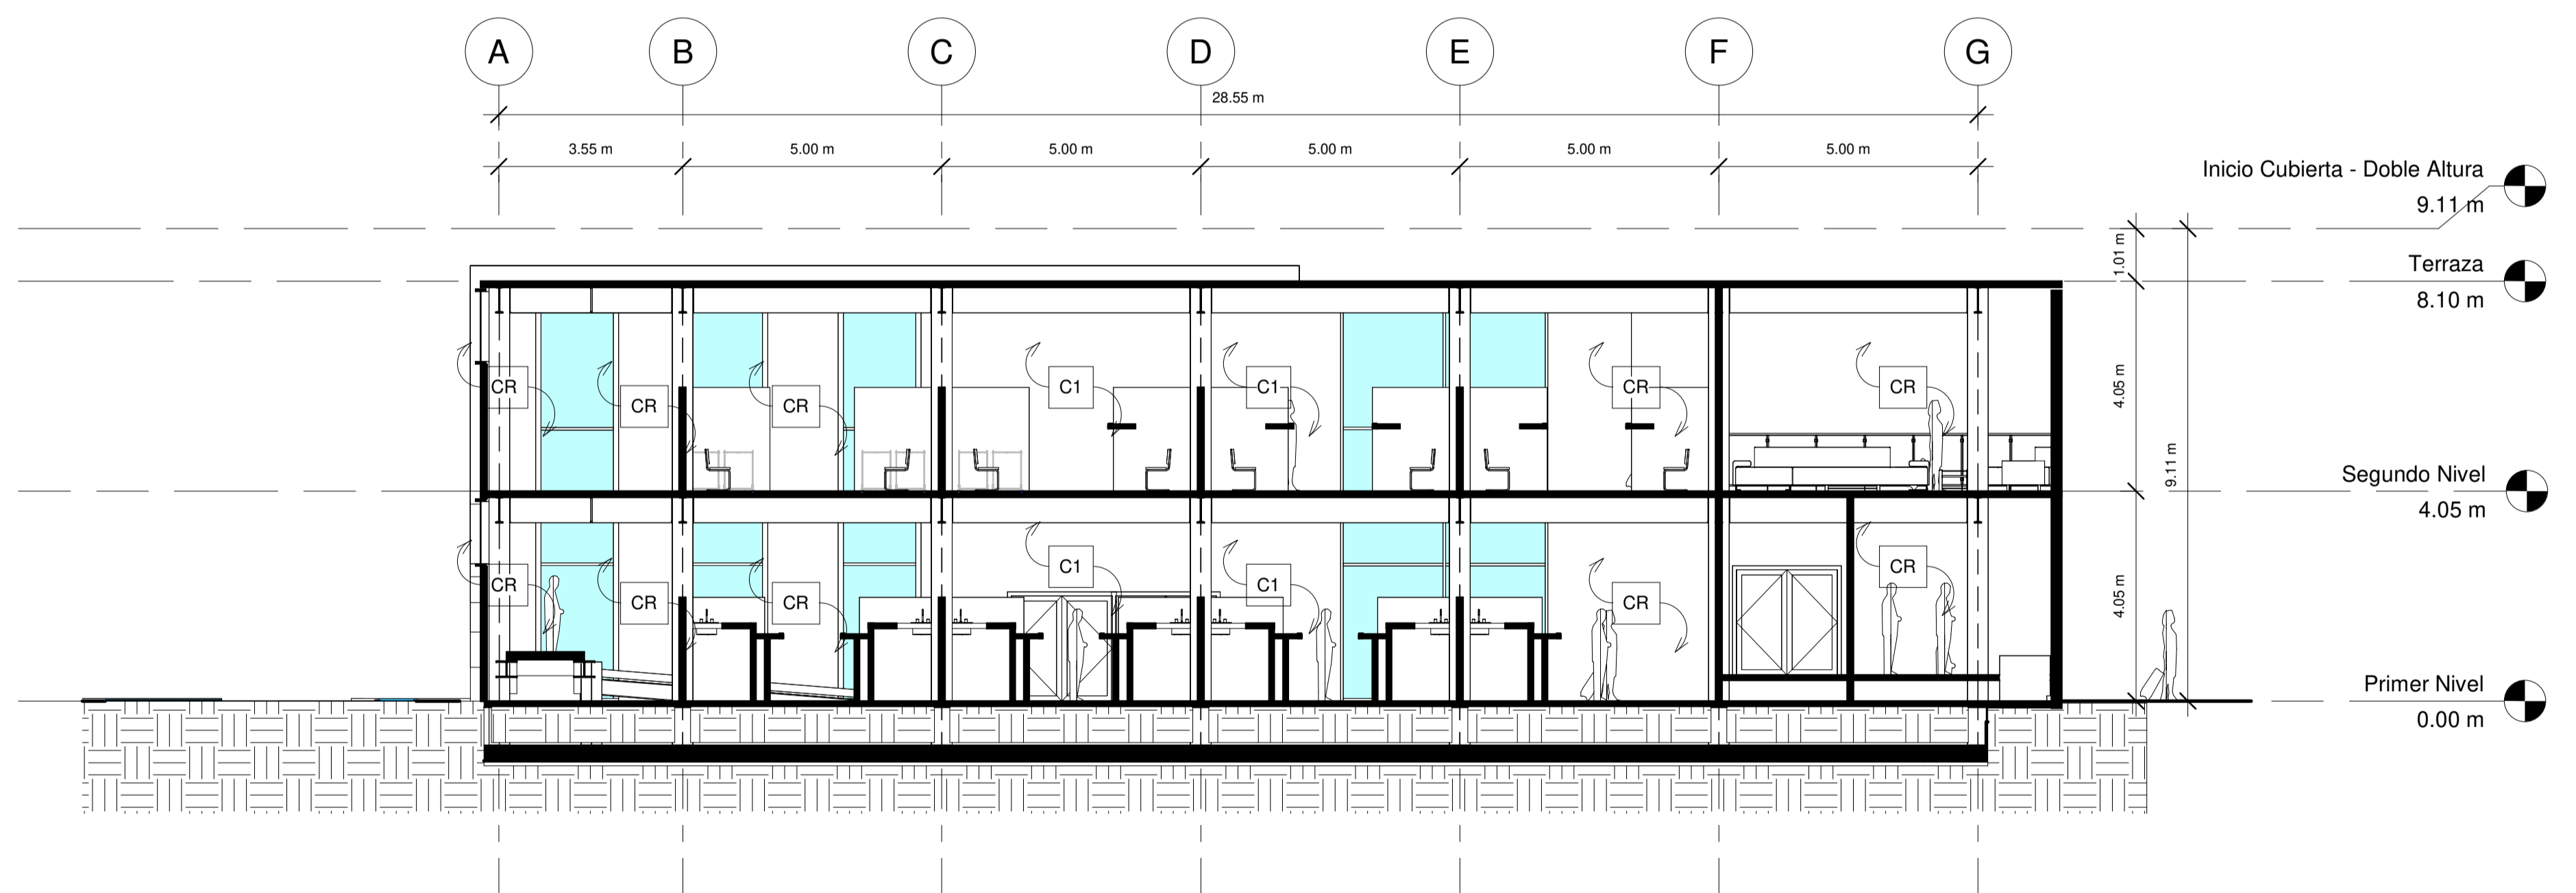 A B C D E F G
28.55 m
3.55 m 5.00 m 5.00 m 5.00 m 5.00 m 5.00 m
Inicio Cubierta - Doble Altura
9.11 m
1.01 m
Terraza
8.10 m
CR CR CR C1 C1 CR CR
4.05 m
9.11 m
Segundo Nivel
4.05 m
CR CR CR C1 C1 CR CR
4.05 m
Primer Nivel
0.00 m